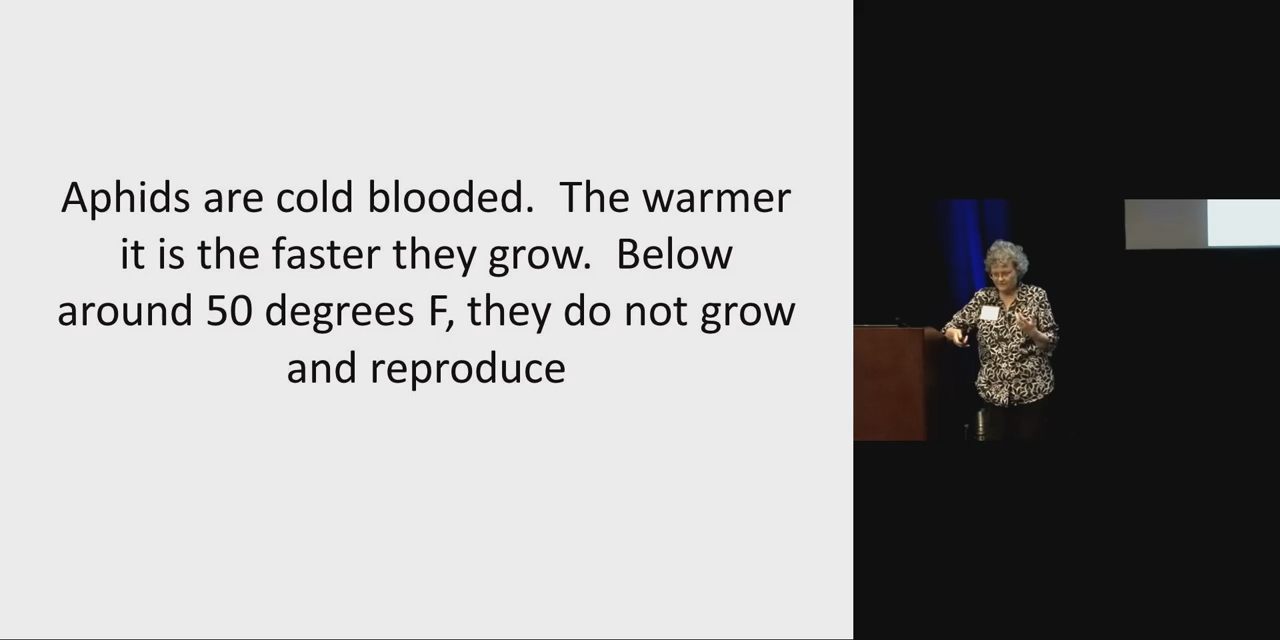 Aphids are cold blooded.  The warmer
it is the faster they grow.  Below
around 50 degrees F, they do not grow
and reproduce